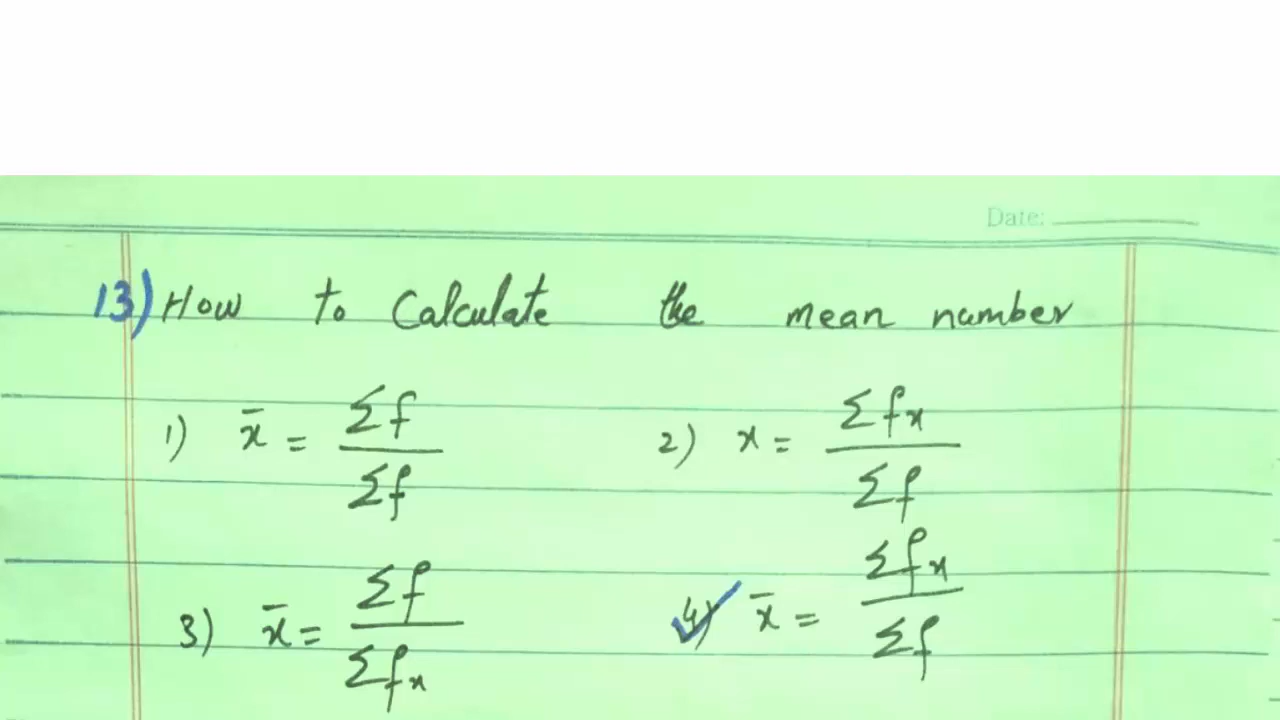 Date:
13) How to Calculate the mean number
1) x̄ = Σf / Σf 2) x = Σfx / Σf
3) x̄ = Σf / Σfx 4) x̄ = Σfx / Σf